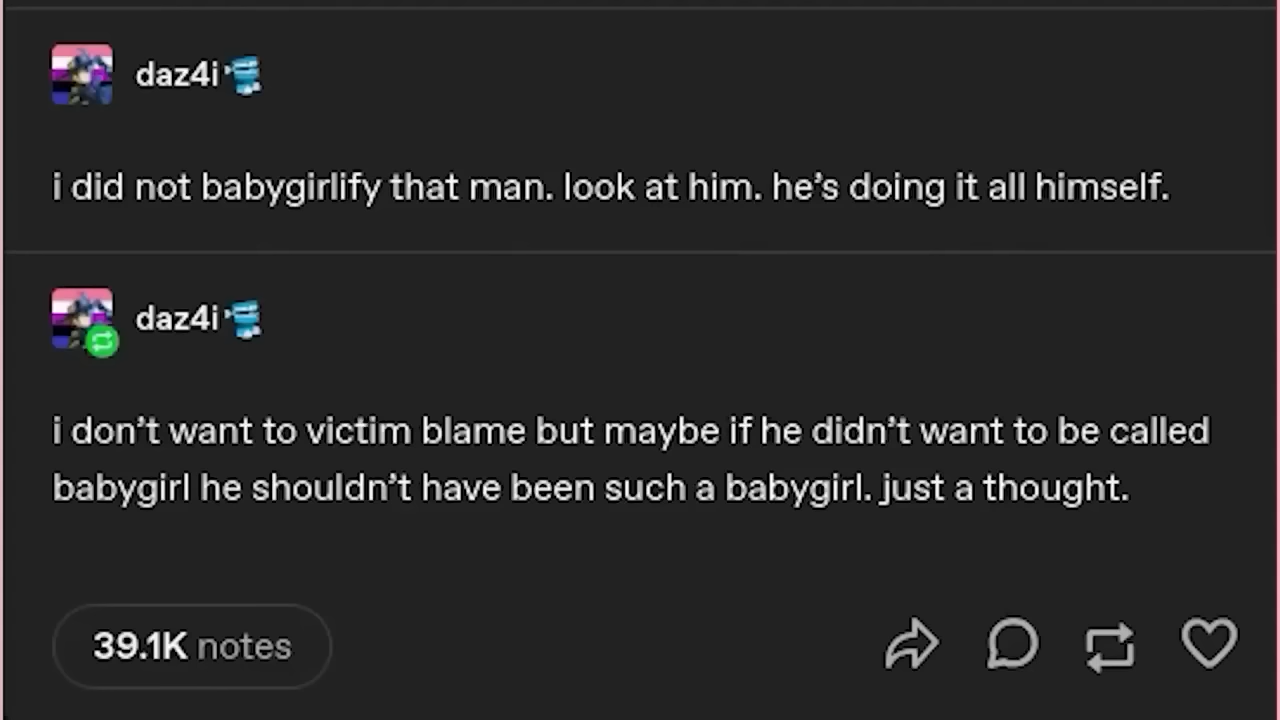 daz4i
i did not babygirlify that man. look at him. he's doing it all himself.
daz4i
i don't want to victim blame but maybe if he didn't want to be called
babygirl he shouldn't have been such a babygirl. just a thought.
39.1K notes